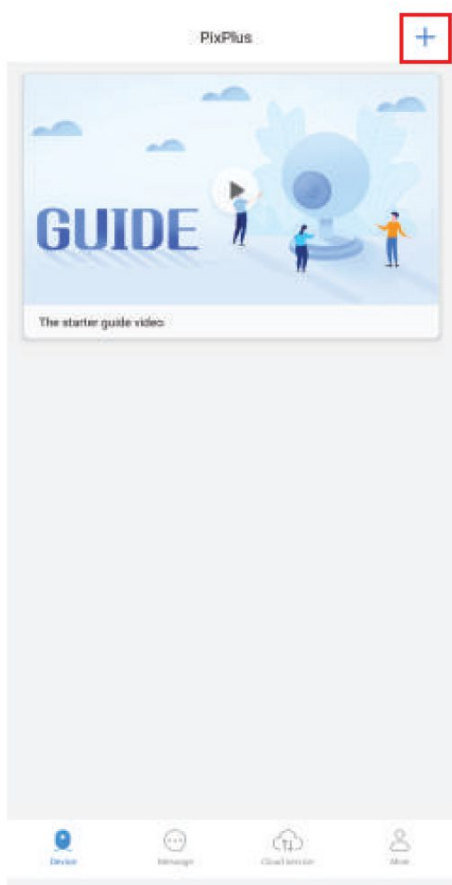 PixPlus
GUIDE
The starter guide video
Device
Message
Cloud service
Mine